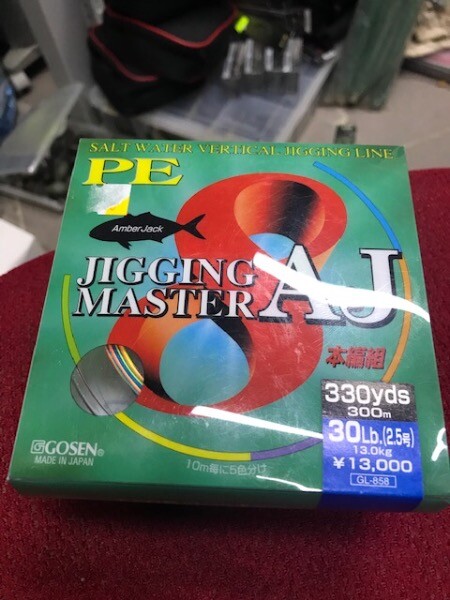 SALT WATER VERTICAL JIGGING LINE
PE
AmberJack
8
JIGGING
MASTER AJ
本編組
330yds
300m
30Lb.(2.5号)
13.0kg
¥13,000
GL-858
GOSEN®
MADE IN JAPAN
10m毎に5色分け